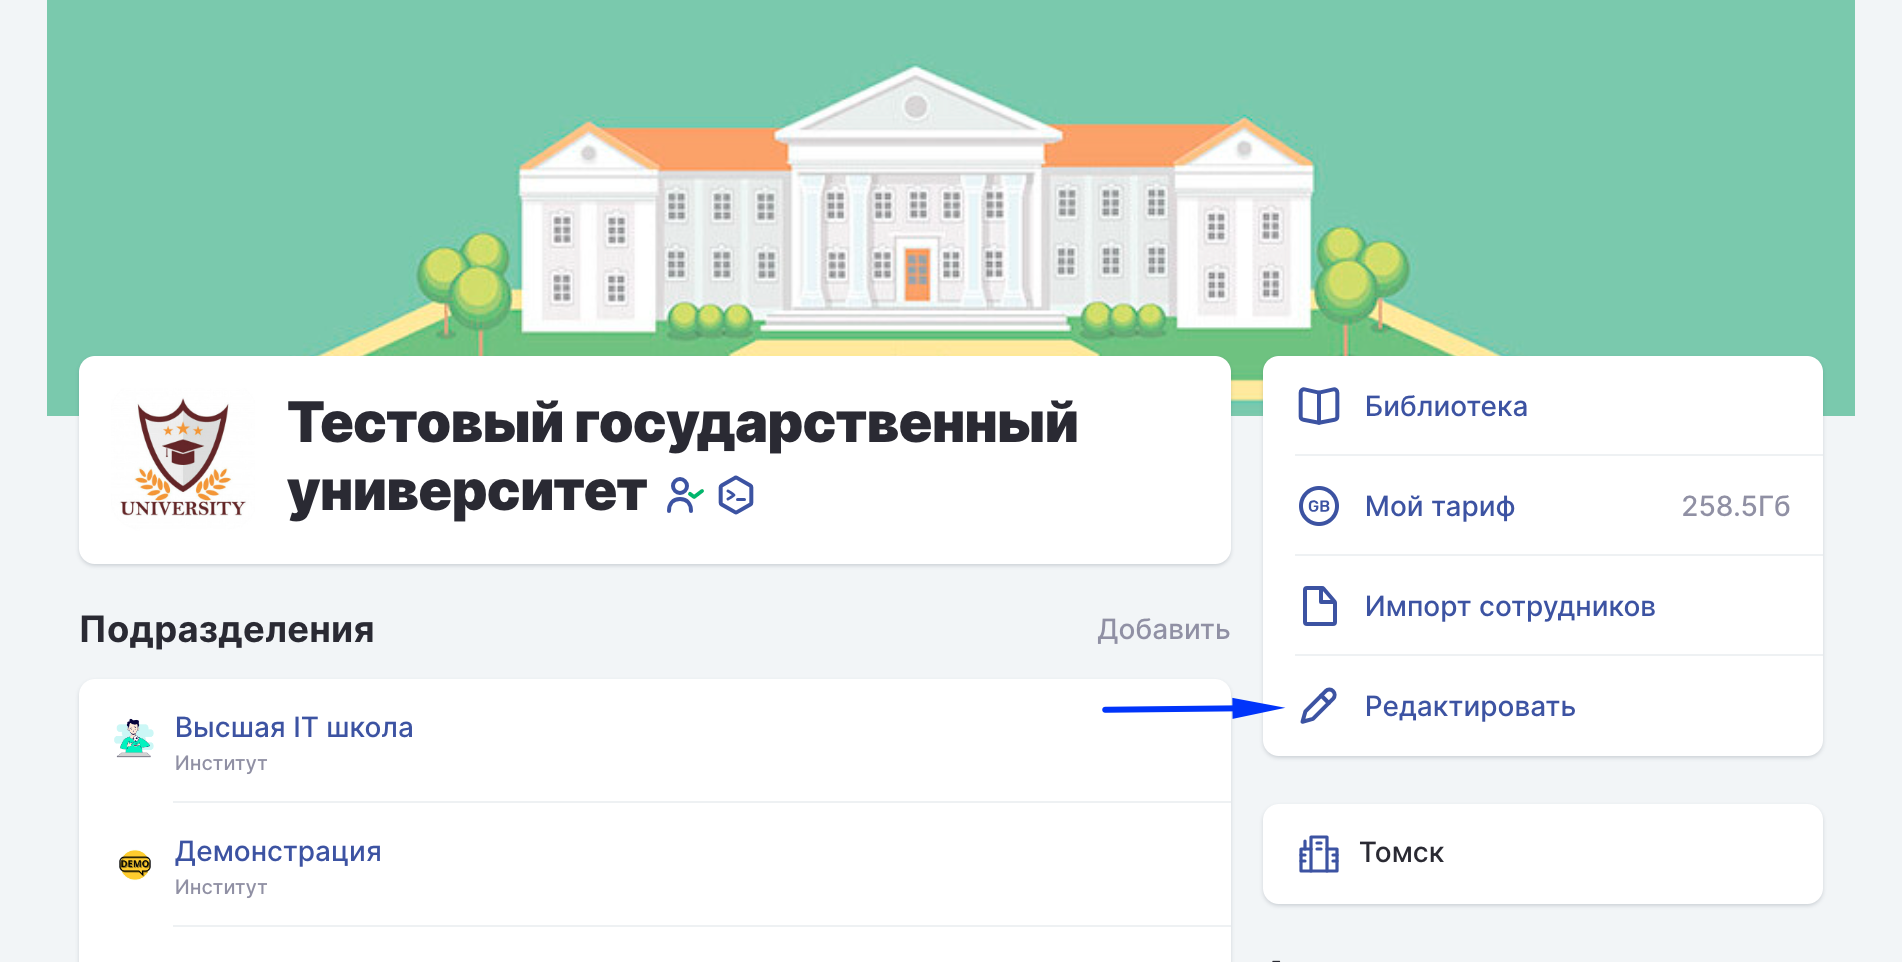 UNIVERSITY
Тестовый государственный
университет
Библиотека
GB Мой тариф 258.5Гб
Импорт сотрудников
Редактировать
Томск
Подразделения Добавить
Высшая IT школа
Институт
DEMO
Демонстрация
Институт